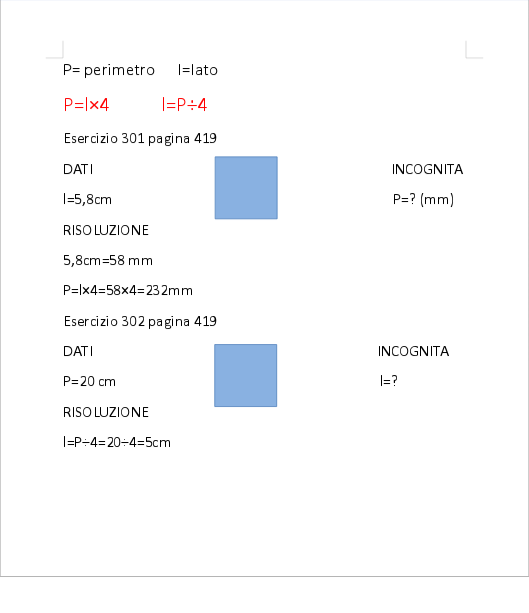 P= perimetro l=lato
P=l×4 l=P÷4
Esercizio 301 pagina 419
DATI INCOGNITA
l=5,8cm P=? (mm)
RISOLUZIONE
5,8cm=58 mm
P=l×4=58×4=232mm
Esercizio 302 pagina 419
DATI INCOGNITA
P=20 cm l=?
RISOLUZIONE
l=P÷4=20÷4=5cm